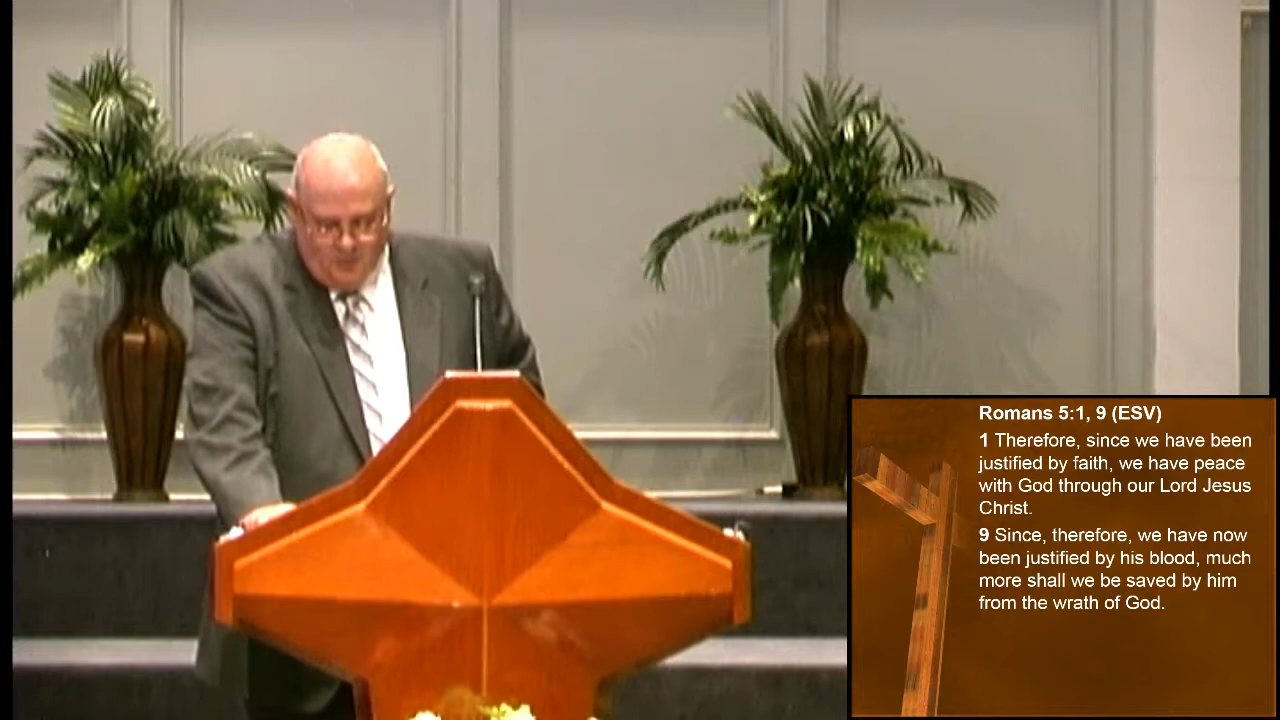 Romans 5:1, 9 (ESV)
1 Therefore, since we have been
justified by faith, we have peace
with God through our Lord Jesus
Christ.
9 Since, therefore, we have now
been justified by his blood, much
more shall we be saved by him
from the wrath of God.